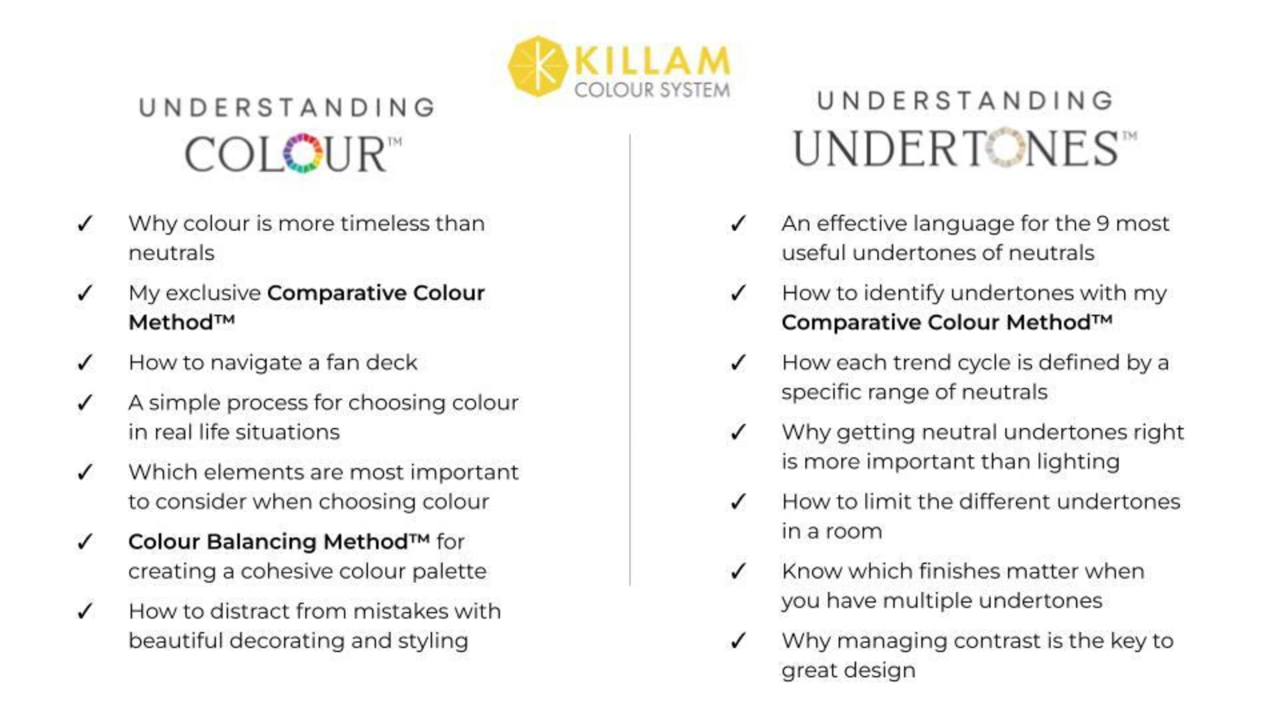 KILLAM
COLOUR SYSTEM
UNDERSTANDING
COLOUR™
✓ Why colour is more timeless than
neutrals
✓ My exclusive Comparative Colour
Method™
✓ How to navigate a fan deck
✓ A simple process for choosing colour
in real life situations
✓ Which elements are most important
to consider when choosing colour
✓ Colour Balancing Method™ for
creating a cohesive colour palette
✓ How to distract from mistakes with
beautiful decorating and styling
UNDERSTANDING
UNDERTONES™
✓ An effective language for the 9 most
useful undertones of neutrals
✓ How to identify undertones with my
Comparative Colour Method™
✓ How each trend cycle is defined by a
specific range of neutrals
✓ Why getting neutral undertones right
is more important than lighting
✓ How to limit the different undertones
in a room
✓ Know which finishes matter when
you have multiple undertones
✓ Why managing contrast is the key to
great design